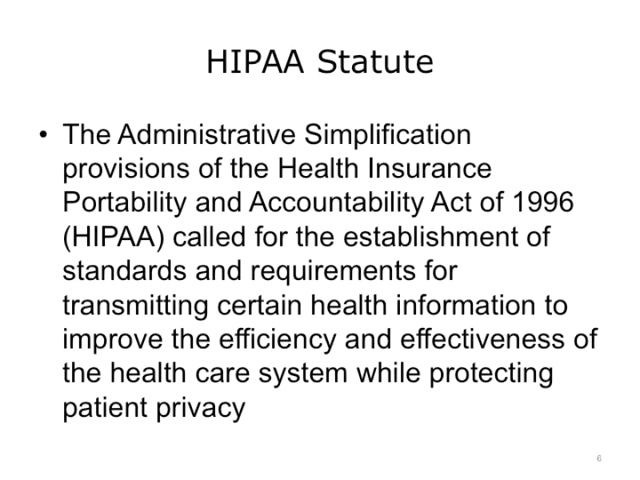 HIPAA Statute
• The Administrative Simplification
provisions of the Health Insurance
Portability and Accountability Act of 1996
(HIPAA) called for the establishment of
standards and requirements for
transmitting certain health information to
improve the efficiency and effectiveness of
the health care system while protecting
patient privacy
6